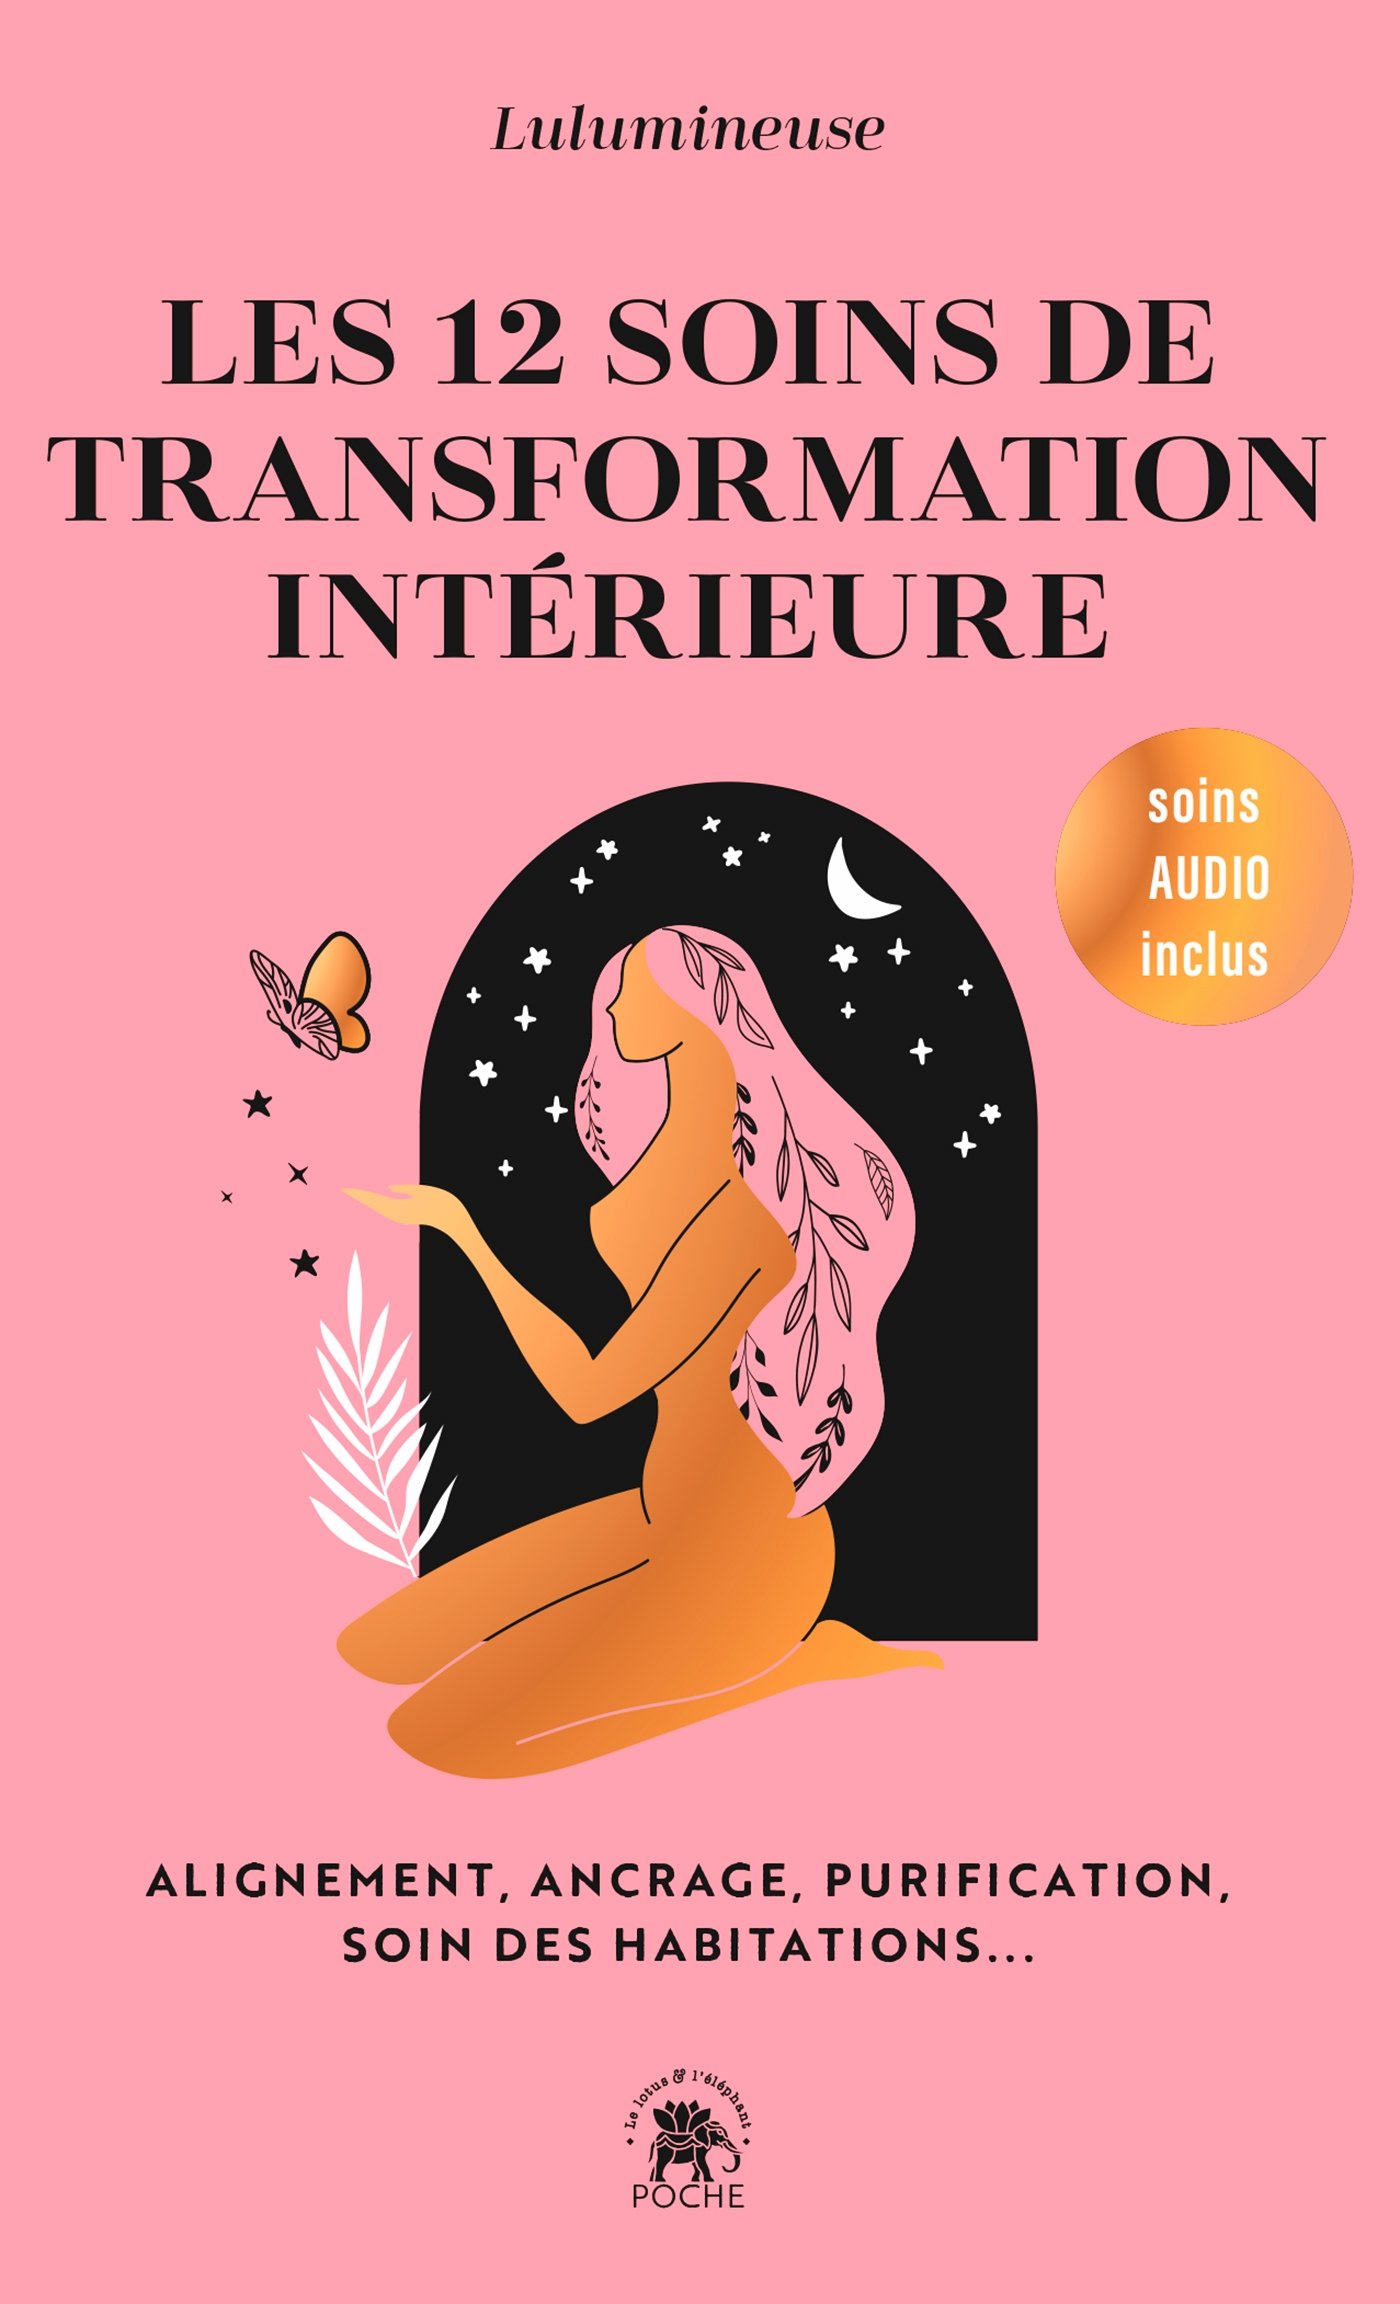 Lulumineuse
LES 12 SOINS DE
TRANSFORMATION
INTÉRIEURE
soins
AUDIO
inclus
ALIGNEMENT, ANCRAGE, PURIFICATION,
SOIN DES HABITATIONS...
Le lotus & l'éléphant
POCHE